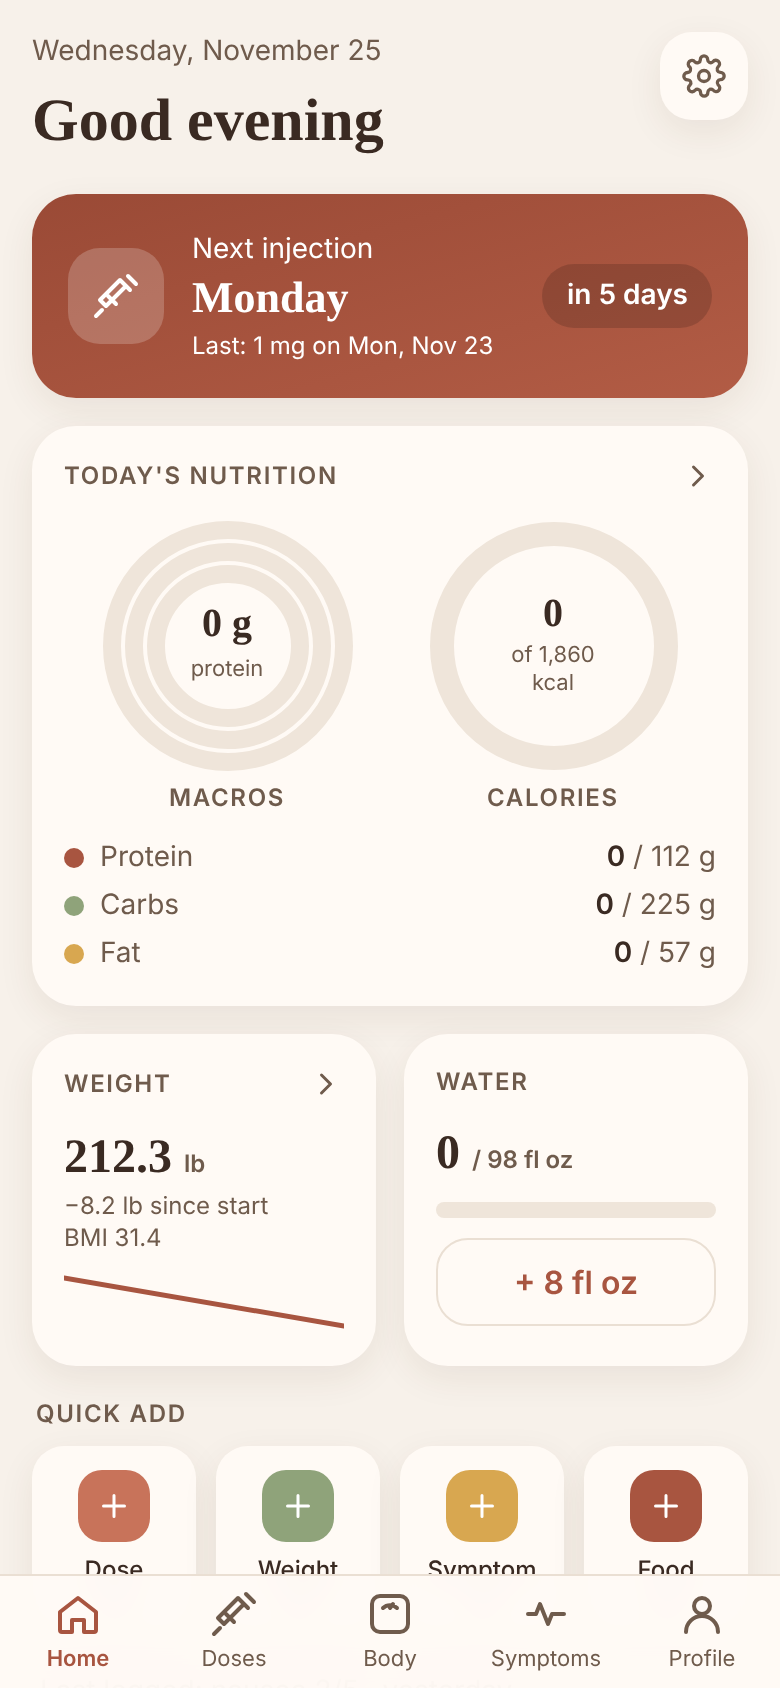 Wednesday, November 25
Good evening
Next injection
Monday
Last: 1 mg on Mon, Nov 23
in 5 days
TODAY'S NUTRITION
0 g
protein
0
of 1,860
kcal
MACROS
CALORIES
Protein 0 / 112 g
Carbs 0 / 225 g
Fat 0 / 57 g
WEIGHT
212.3 lb
−8.2 lb since start
BMI 31.4
WATER
0 / 98 fl oz
+ 8 fl oz
QUICK ADD
Dose Weight Symptom Food
Home Doses Body Symptoms Profile